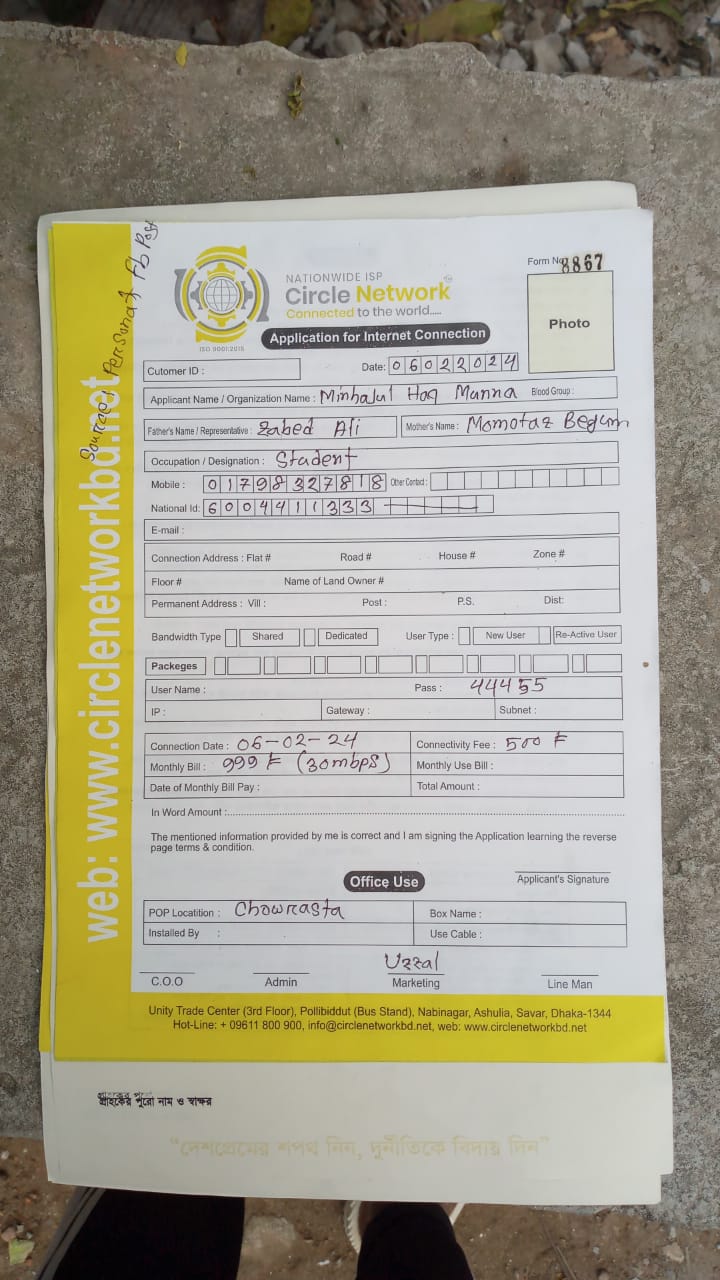 Sourace: Personal Fb Post
web: www.circlenetworkbd.net
NATIONWIDE ISP
Circle Network
Connected to the world.....
ISO 9001:2015
Form No
8867
Application for Internet Connection
Photo
Cutomer ID :
Date: 06022024
Applicant Name / Organization Name : Minhajul Haq Munna Blood Group :
Father's Name / Representative : Zabed Ali Mother's Name : Momotaz Begum
Occupation / Designation : Student
Mobile : 01798327818 Other Contact :
National Id: 6004411333
E-mail :
Connection Address : Flat # Road # House # Zone #
Floor # Name of Land Owner #
Permanent Address : Vill : Post : P.S. Dist:
Bandwidth Type Shared Dedicated User Type : New User Re-Active User
Packeges
User Name : Pass : 44455
IP : Gateway : Subnet :
Connection Date : 06-02-24 Connectivity Fee : 500 ৳
Monthly Bill : 999 ৳ (30mbps) Monthly Use Bill :
Date of Monthly Bill Pay : Total Amount :
In Word Amount :
The mentioned information provided by me is correct and I am signing the Application learning the reverse
page terms & condition.
Applicant's Signature
Office Use
POP Locatition : Chowrasta Box Name :
Installed By : Use Cable :
Uzzal
C.O.O Admin Marketing Line Man
Unity Trade Center (3rd Floor), Pollibiddut (Bus Stand), Nabinagar, Ashulia, Savar, Dhaka-1344
Hot-Line: + 09611 800 900, info@circlenetworkbd.net, web: www.circlenetworkbd.net
গ্রাহকের পুরো নাম ও স্বাক্ষর
“দেশপ্রেমের শপথ নিন, দুর্নীতিকে বিদায় দিন”